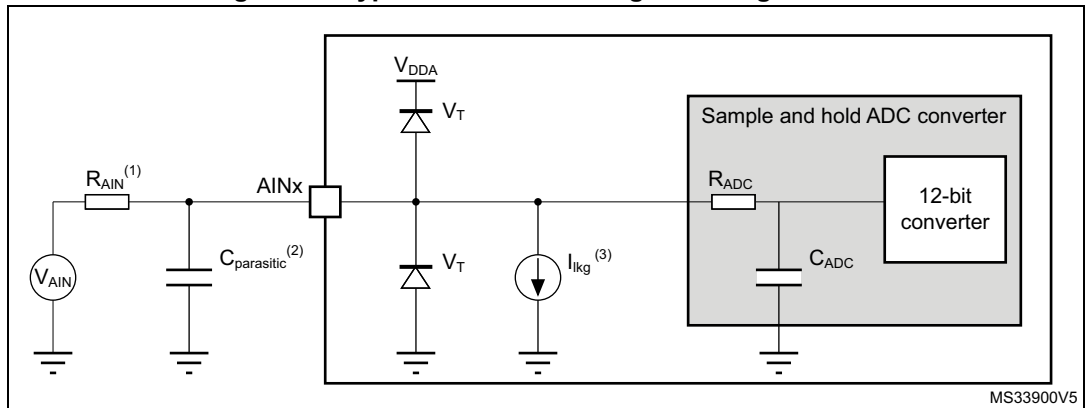 V_DDA
V_T
Sample and hold ADC converter
R_AIN^(1)
AINx
R_ADC
12-bit
converter
V_AIN
C_parasitic^(2)
V_T
I_lkg^(3)
C_ADC
MS33900V5